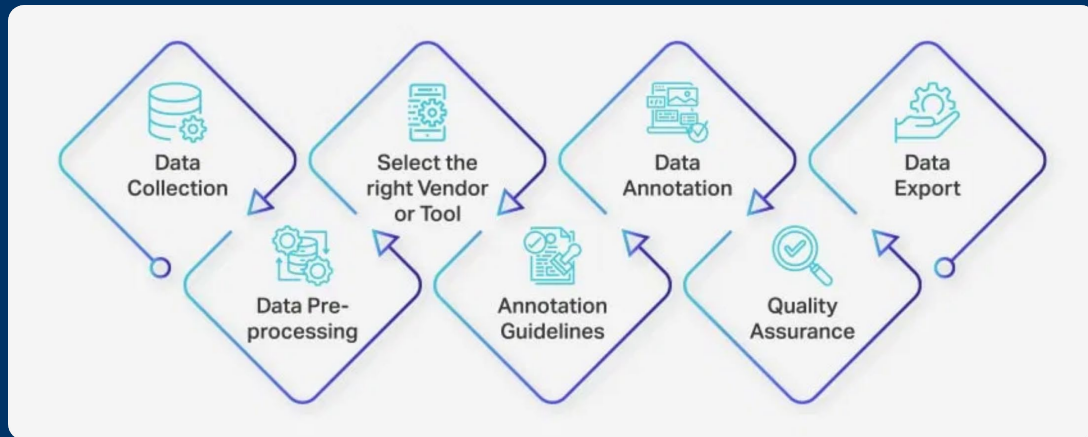 Data
Collection
Data Pre-
processing
Select the
right Vendor
or Tool
Annotation
Guidelines
Data
Annotation
Quality
Assurance
Data
Export